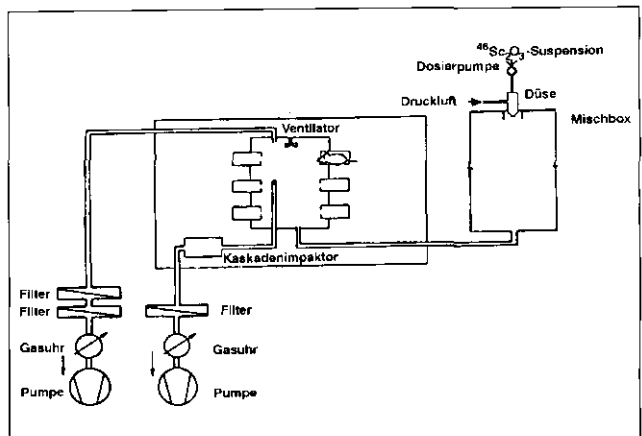 ⁴⁶Sc₂O₃-Suspension
Dosierpumpe
Düse
Druckluft
Mischbox
Ventilator
Kaskadenimpaktor
Filter
Filter
Filter
Gasuhr
Gasuhr
Pumpe
Pumpe